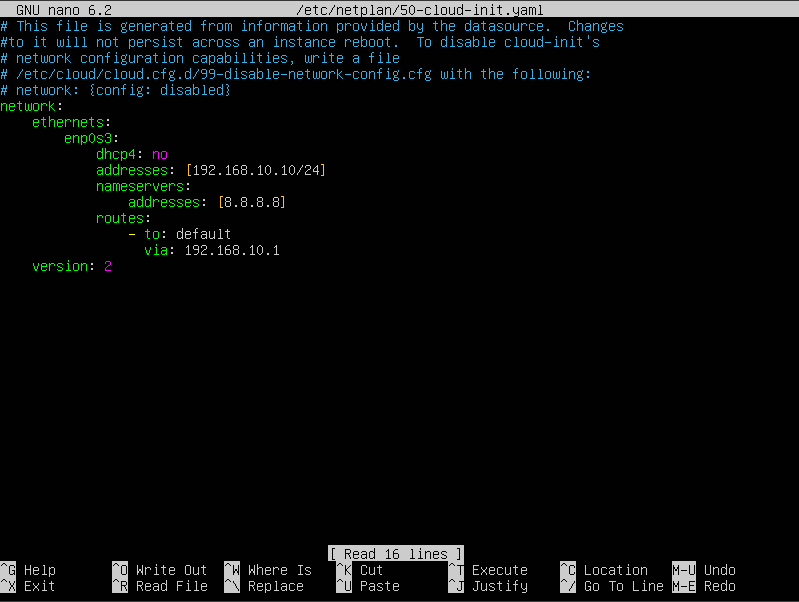 GNU nano 6.2 /etc/netplan/50-cloud-init.yaml
# This file is generated from information provided by the datasource.  Changes
#to it will not persist across an instance reboot.  To disable cloud-init's
# network configuration capabilities, write a file
# /etc/cloud/cloud.cfg.d/99-disable-network-config.cfg with the following:
# network: {config: disabled}
network:
    ethernets:
        enp0s3:
            dhcp4: no
            addresses: [192.168.10.10/24]
            nameservers:
                addresses: [8.8.8.8]
            routes:
                - to: default
                  via: 192.168.10.1
    version: 2
[ Read 16 lines ]
^G Help ^O Write Out ^W Where Is ^K Cut ^T Execute ^C Location M-U Undo
^X Exit ^R Read File ^\ Replace ^U Paste ^J Justify ^/ Go To Line M-E Redo